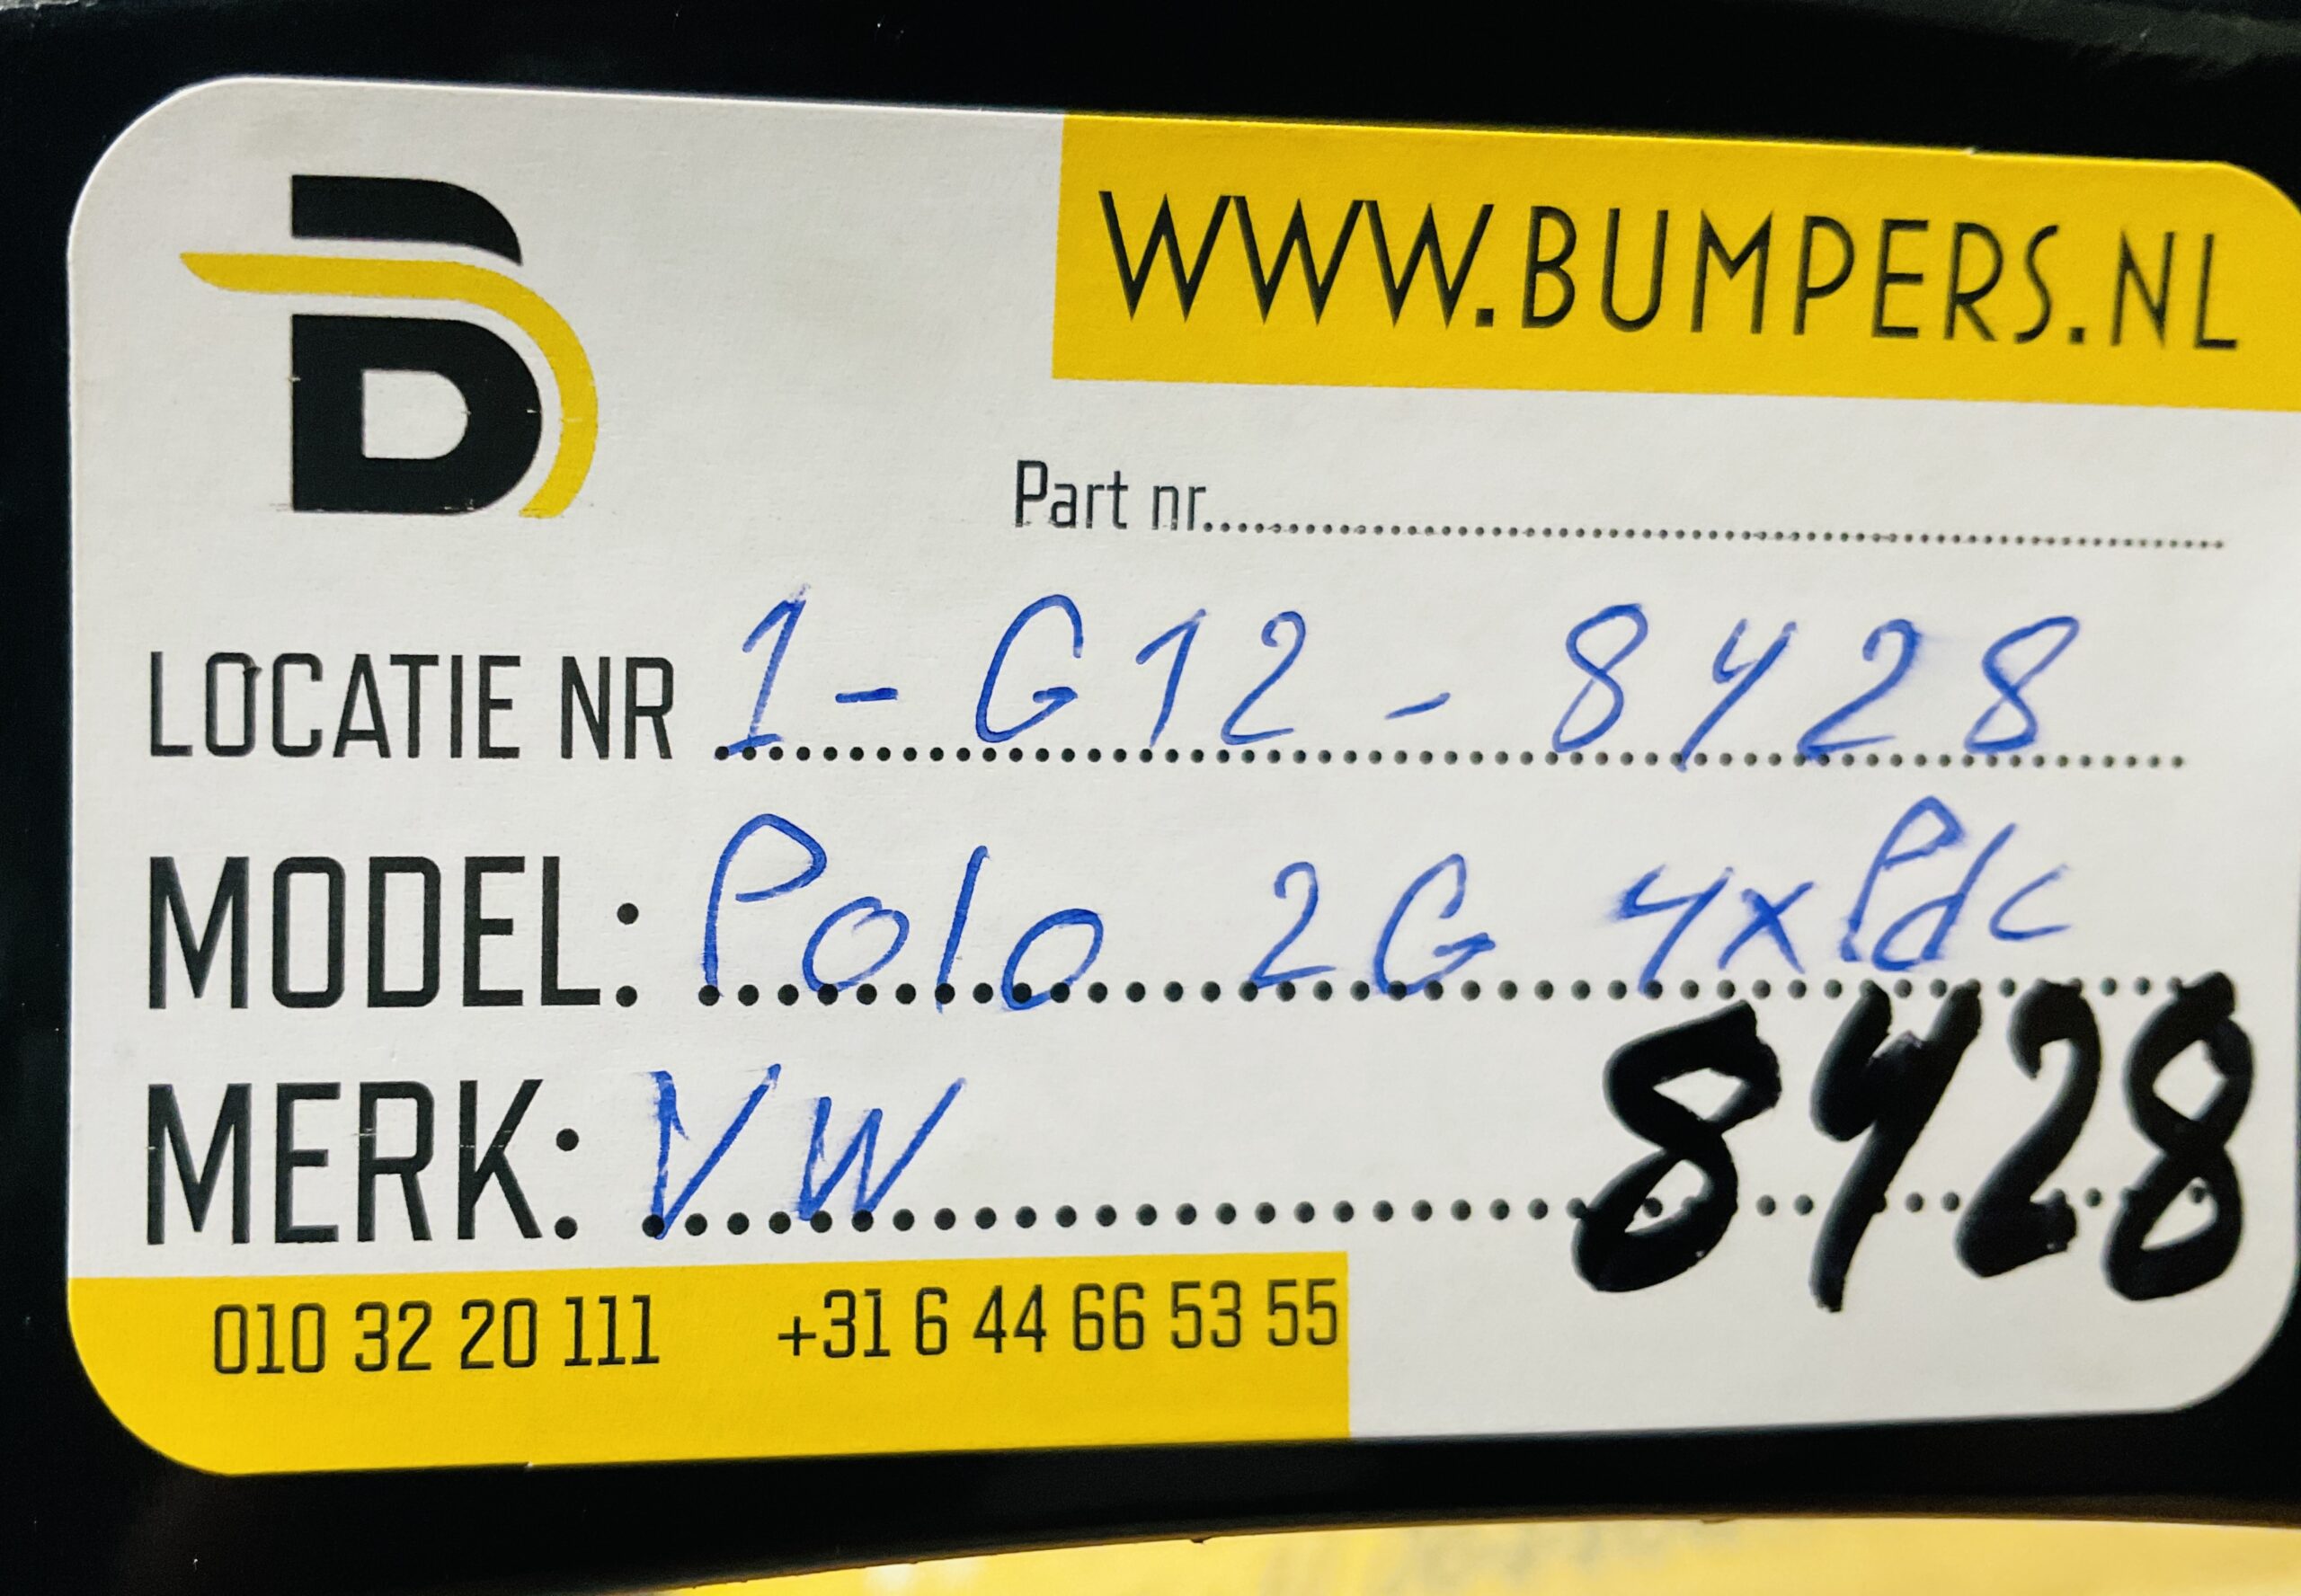 WWW.BUMPERS.NL
Part nr..............................
LOCATIE NR 1-G12-8428
MODEL: Polo 2G 4xPdc
MERK: VW
8428
010 32 20 111 +31 6 44 66 53 55